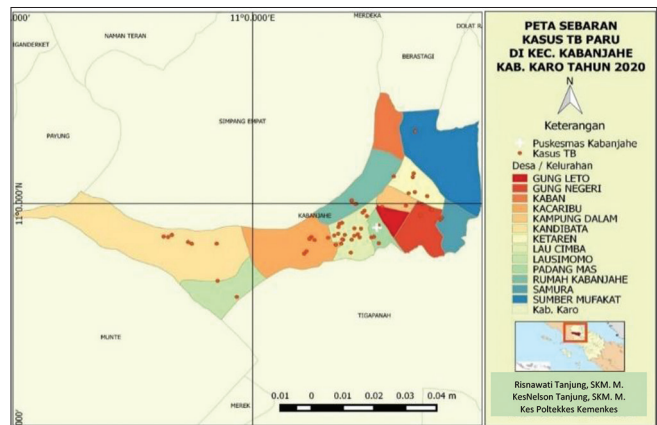 000'
11°0.000'E
MERDEKA
DOLAT R
NAMAN TERAN
IGANDERKET
BERASTAGI
SIMPANG EMPAT
PAYUNG
11°0.000'N
KABANJAHE
TIGAPANAH
MUNTE
MEREK
0.01 0 0.01 0.02 0.03 0.04 m
000'
PETA SEBARAN
KASUS TB PARU
DI KEC. KABANJAHE
KAB. KARO TAHUN 2020
N
Keterangan
Puskesmas Kabanjahe
Kasus TB
Desa / Kelurahan
GUNG LETO
GUNG NEGERI
KABAN
KACARIBU
KAMPUNG DALAM
KANDIBATA
KETAREN
LAU CIMBA
LAUSIMOMO
PADANG MAS
RUMAH KABANJAHE
SAMURA
SUMBER MUFAKAT
Kab. Karo
Risnawati Tanjung, SKM. M.
KesNelson Tanjung, SKM. M.
Kes Poltekkes Kemenkes